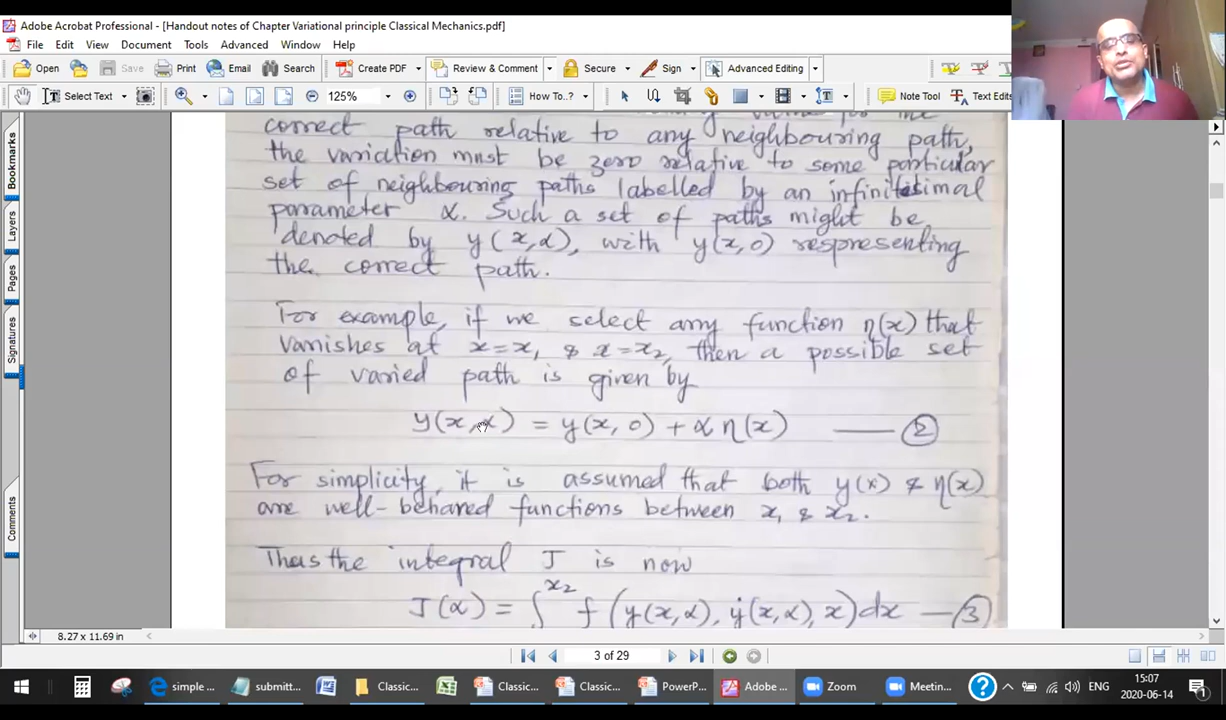 Adobe Acrobat Professional - [Handout notes of Chapter Variational principle Classical Mechanics.pdf]
File Edit View Document Tools Advanced Window Help
Open Save Print Email Search Create PDF Review & Comment Secure Sign Advanced Editing
Select Text 125% How To..? Note Tool Text Edits
Bookmarks
Layers
Pages
Signatures
Comments
correct path relative to any neighbouring path,
the variation must be zero relative to some particular
set of neighbouring paths labelled by an infinitesimal
parameter α. Such a set of paths might be
denoted by y(x,α), with y(x,0) respresenting
the correct path.
For example, if we select any function η(x) that
vanishes at x=x₁ & x=x₂, then a possible set
of varied path is given by
y(x,α) = y(x,0) + α η(x) —— ②
For simplicity, it is assumed that both y(x) & η(x)
are well-behaved functions between x₁ & x₂.
Thus the integral J is now
J(α) = ∫ˣ² f(y(x,α), ẏ(x,α), x)dx —③
8.27 x 11.69 in
3 of 29
simple ... submitt... Classic... Classic... Classic... PowerP... Adobe ... Zoom Meetin... ENG
15:07
2020-06-14